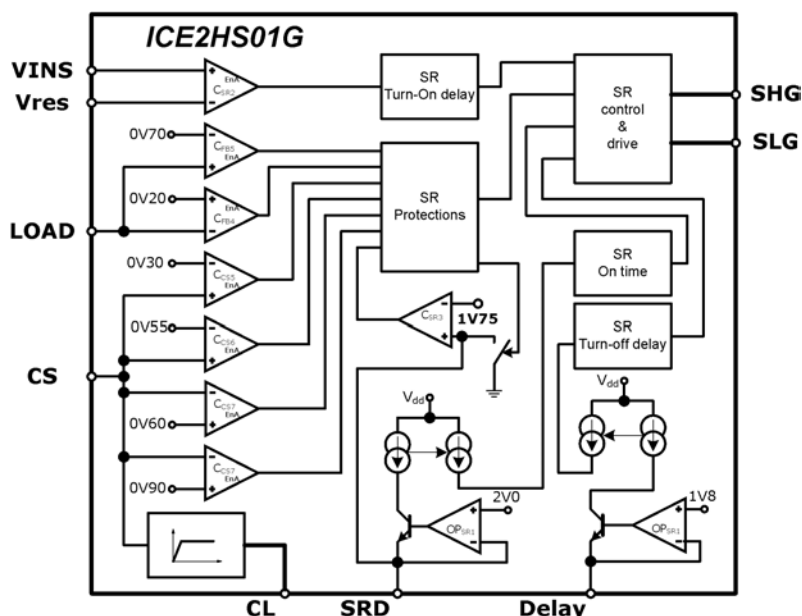 ICE2HS01G
VINS
Vres
LOAD
CS
EnA
CSR2
SR
Turn-On delay
SR
control
&
drive
SHG
SLG
0V70
CFB5
EnA
0V20
EnA
CFB4
SR
Protections
0V30
CCS5
EnA
SR
On time
0V55
CCS6
EnA
CSR3
1V75
SR
Turn-off delay
CCS7
EnA
0V60
Vdd
Vdd
CCS7
EnA
0V90
2V0
OPSR1
1V8
OPSR1
CL
SRD
Delay